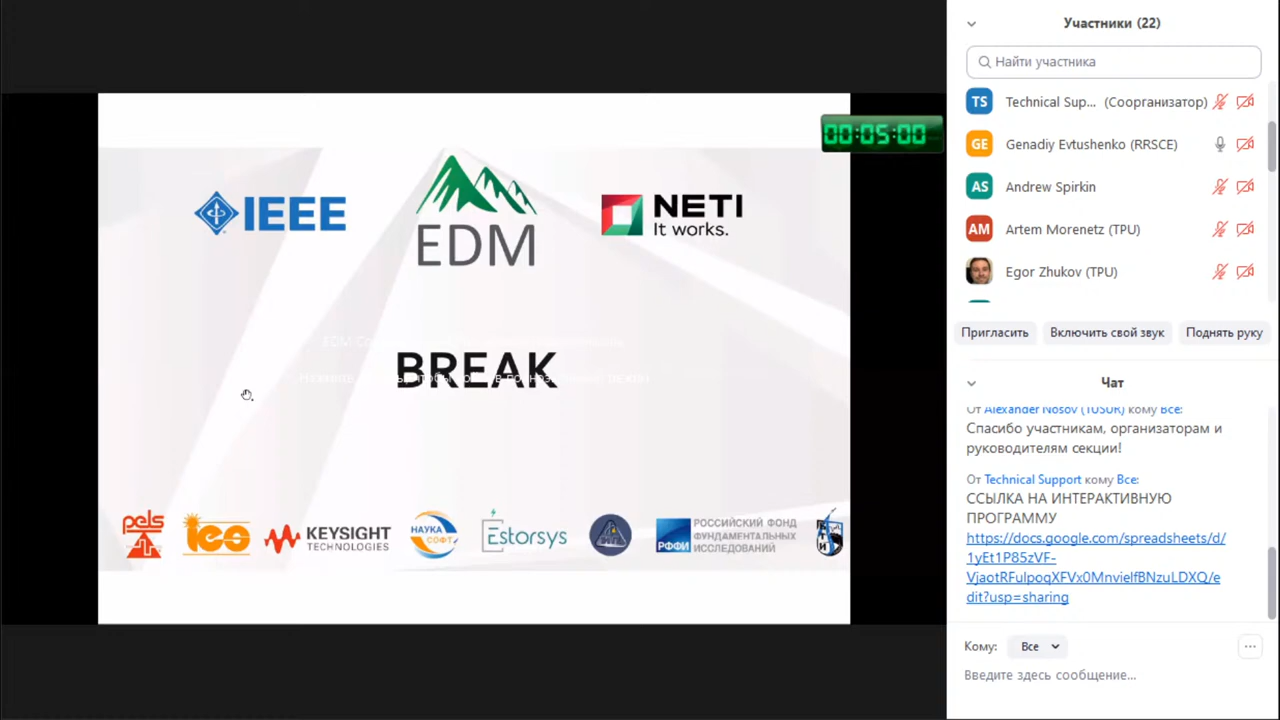 00:05:00
IEEE
EDM
NETI
It works.
BREAK
pels
ies
KEYSIGHT
TECHNOLOGIES
НАУКА
СОФТ
Estorsys
РФФИ
РОССИЙСКИЙ ФОНД
ФУНДАМЕНТАЛЬНЫХ
ИССЛЕДОВАНИЙ
Участники (22)
Найти участника
TS Technical Sup... (Соорганизатор)
GE Genadiy Evtushenko (RRSCE)
AS Andrew Spirkin
AM Artem Morenetz (TPU)
Egor Zhukov (TPU)
Пригласить Включить свой звук Поднять руку
Чат
От Alexander Nosov (TUSUR) кому Все:
Спасибо участникам, организаторам и
руководителям секции!
От Technical Support кому Все:
ССЫЛКА НА ИНТЕРАКТИВНУЮ
ПРОГРАММУ
https://docs.google.com/spreadsheets/d/
1yEt1P85zVF-
VjaotRFulpoqXFVx0MnvielfBNzuLDXQ/e
dit?usp=sharing
Кому: Все
Введите здесь сообщение...